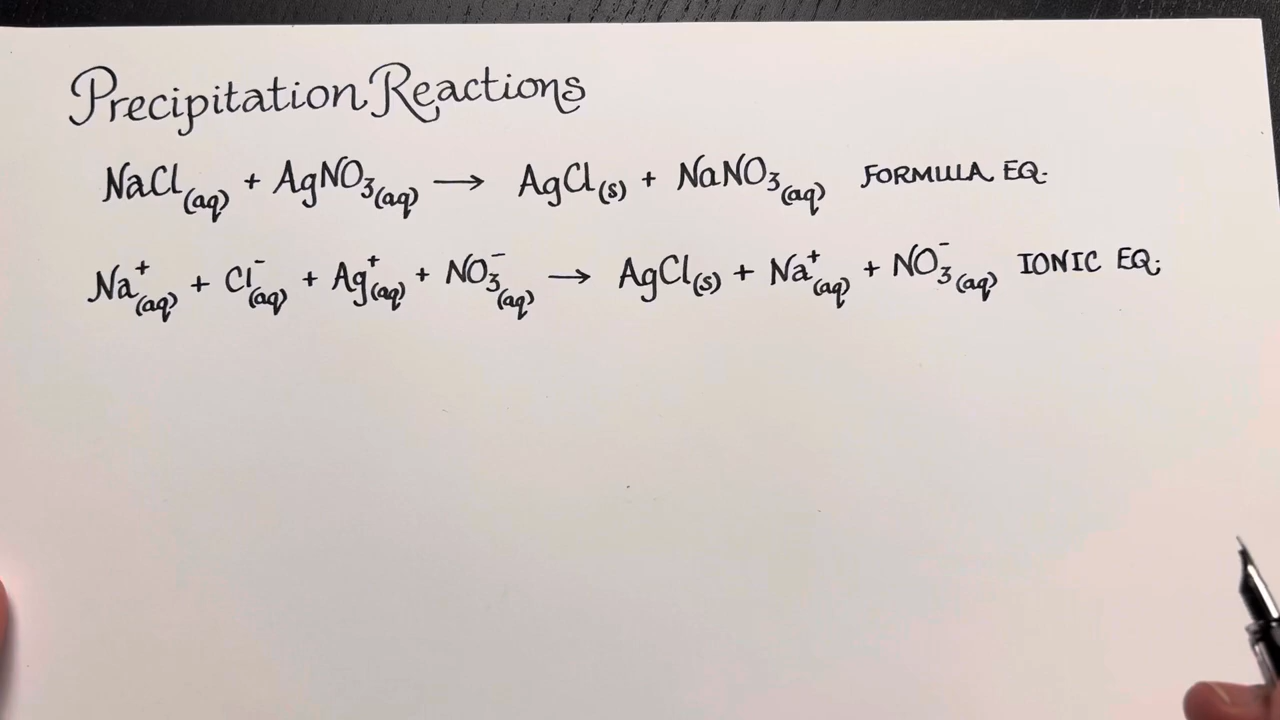 Precipitation Reactions
NaCl(aq) + AgNO₃(aq) → AgCl(s) + NaNO₃(aq) FORMULA EQ.
Na⁺(aq) + Cl⁻(aq) + Ag⁺(aq) + NO₃⁻(aq) → AgCl(s) + Na⁺(aq) + NO₃⁻(aq) IONIC EQ.